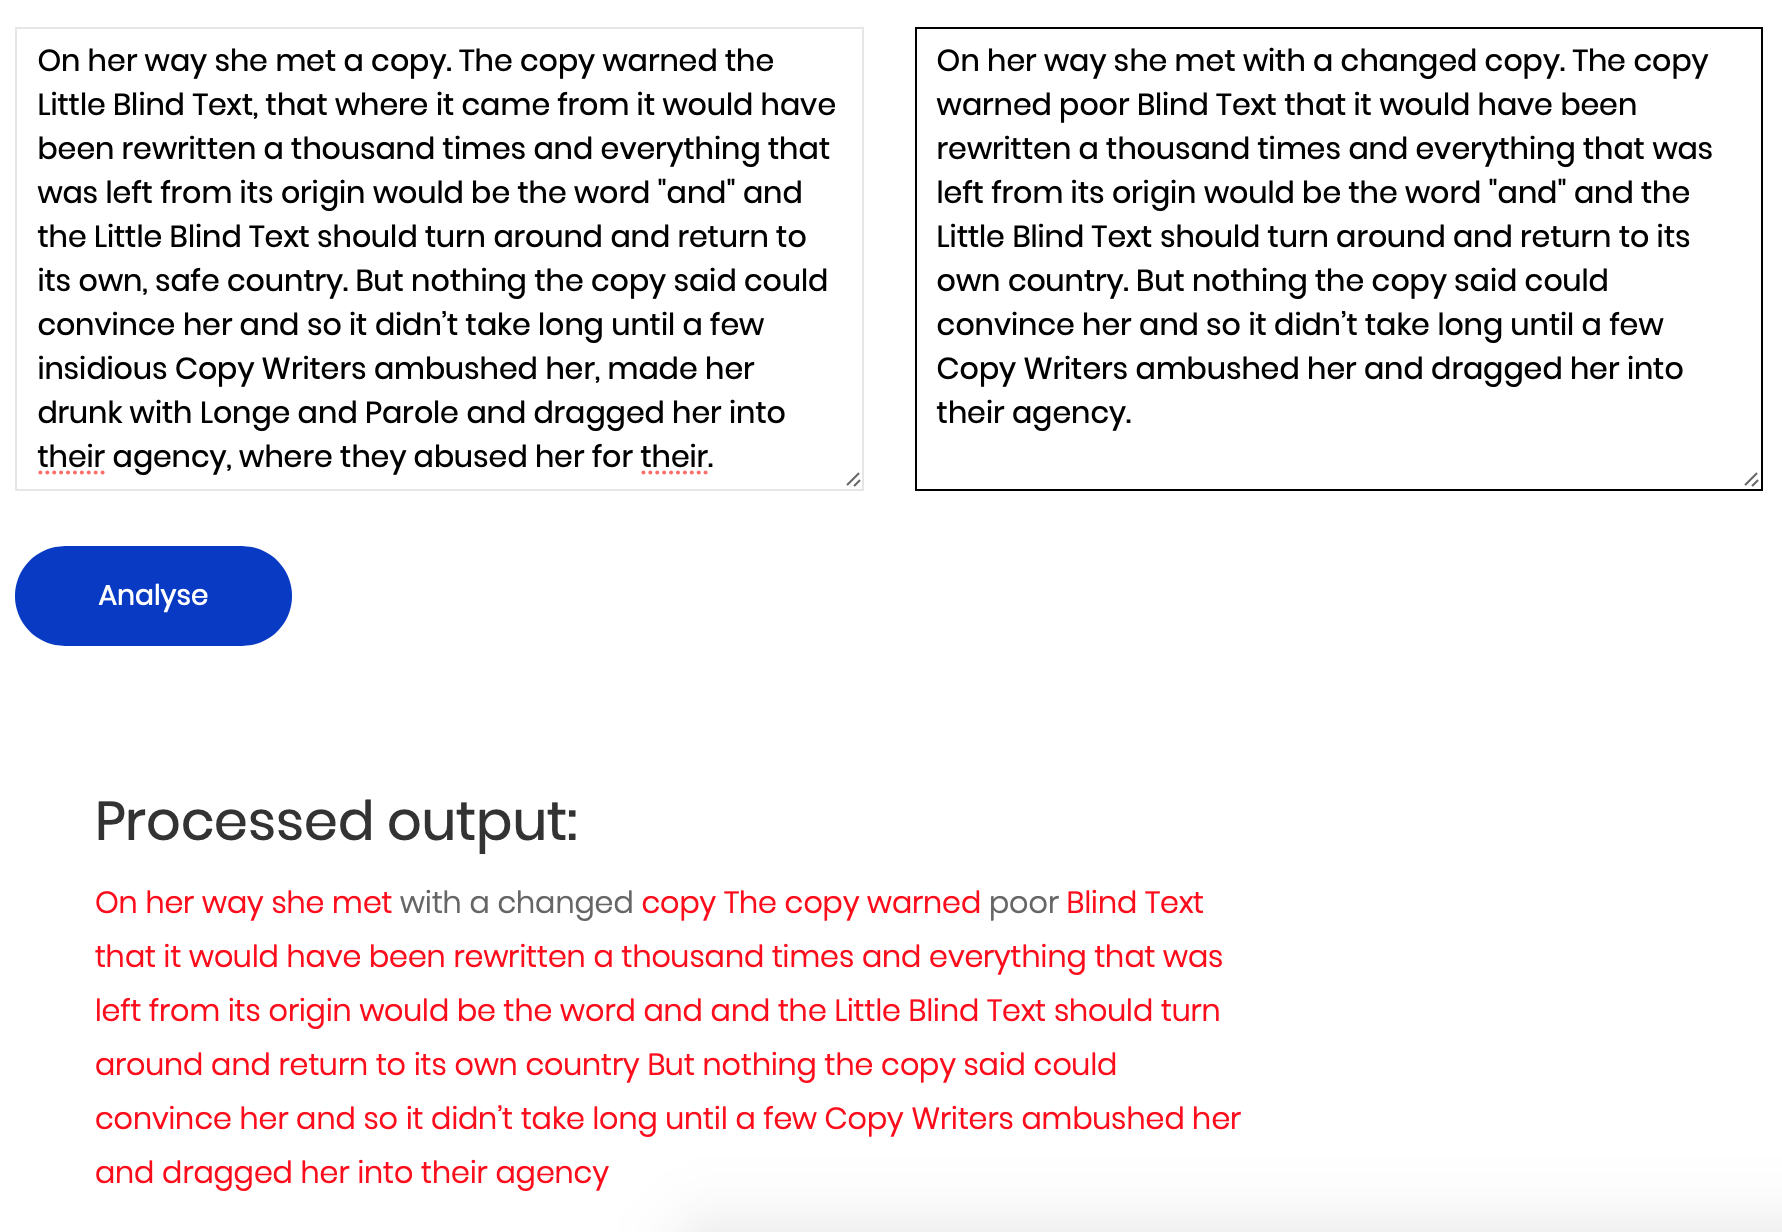 On her way she met a copy. The copy warned the
Little Blind Text, that where it came from it would have
been rewritten a thousand times and everything that
was left from its origin would be the word "and" and
the Little Blind Text should turn around and return to
its own, safe country. But nothing the copy said could
convince her and so it didn’t take long until a few
insidious Copy Writers ambushed her, made her
drunk with Longe and Parole and dragged her into
their agency, where they abused her for their.
On her way she met with a changed copy. The copy
warned poor Blind Text that it would have been
rewritten a thousand times and everything that was
left from its origin would be the word "and" and the
Little Blind Text should turn around and return to its
own country. But nothing the copy said could
convince her and so it didn’t take long until a few
Copy Writers ambushed her and dragged her into
their agency.
Analyse
Processed output:
On her way she met with a changed copy The copy warned poor Blind Text
that it would have been rewritten a thousand times and everything that was
left from its origin would be the word and and the Little Blind Text should turn
around and return to its own country But nothing the copy said could
convince her and so it didn’t take long until a few Copy Writers ambushed her
and dragged her into their agency